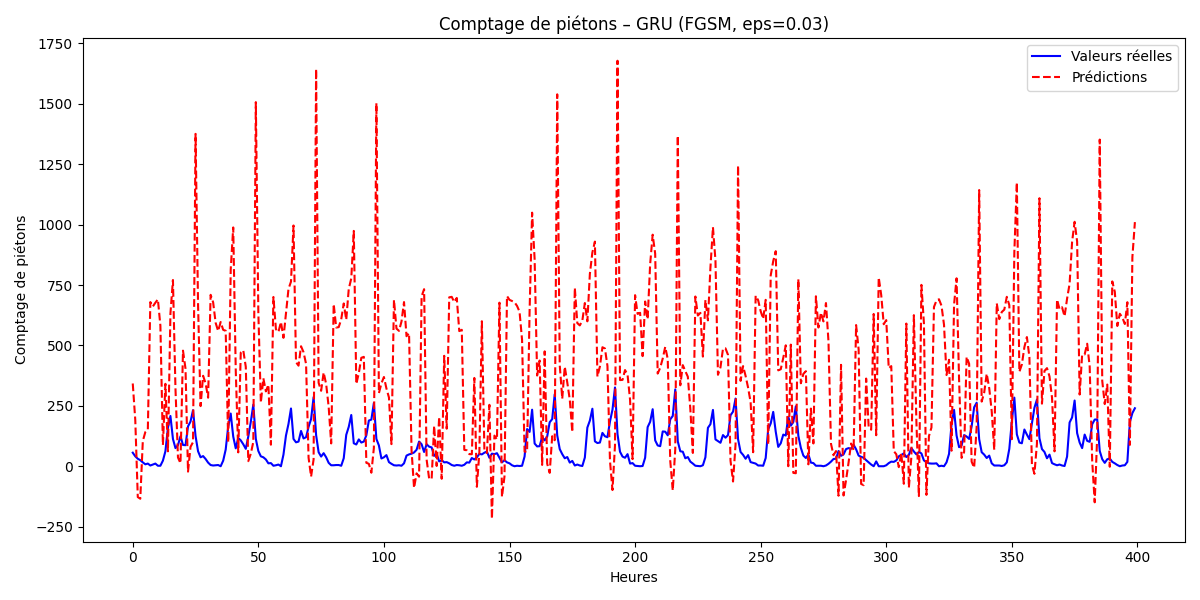 Comptage de piétons – GRU (FGSM, eps=0.03)
1750
1500
1250
1000
750
500
250
0
−250
Comptage de piétons
Valeurs réelles
Prédictions
0 50 100 150 200 250 300 350 400
Heures